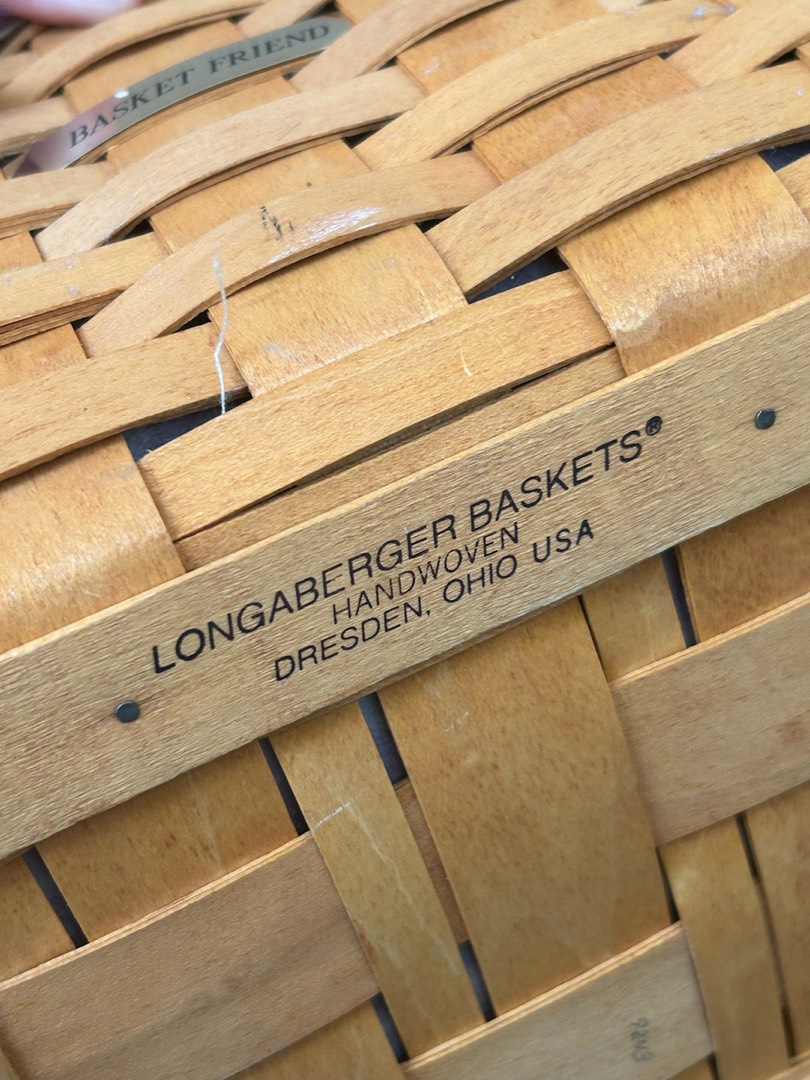 BASKET FRIEND
LONGABERGER BASKETS®
HANDWOVEN
DRESDEN, OHIO USA